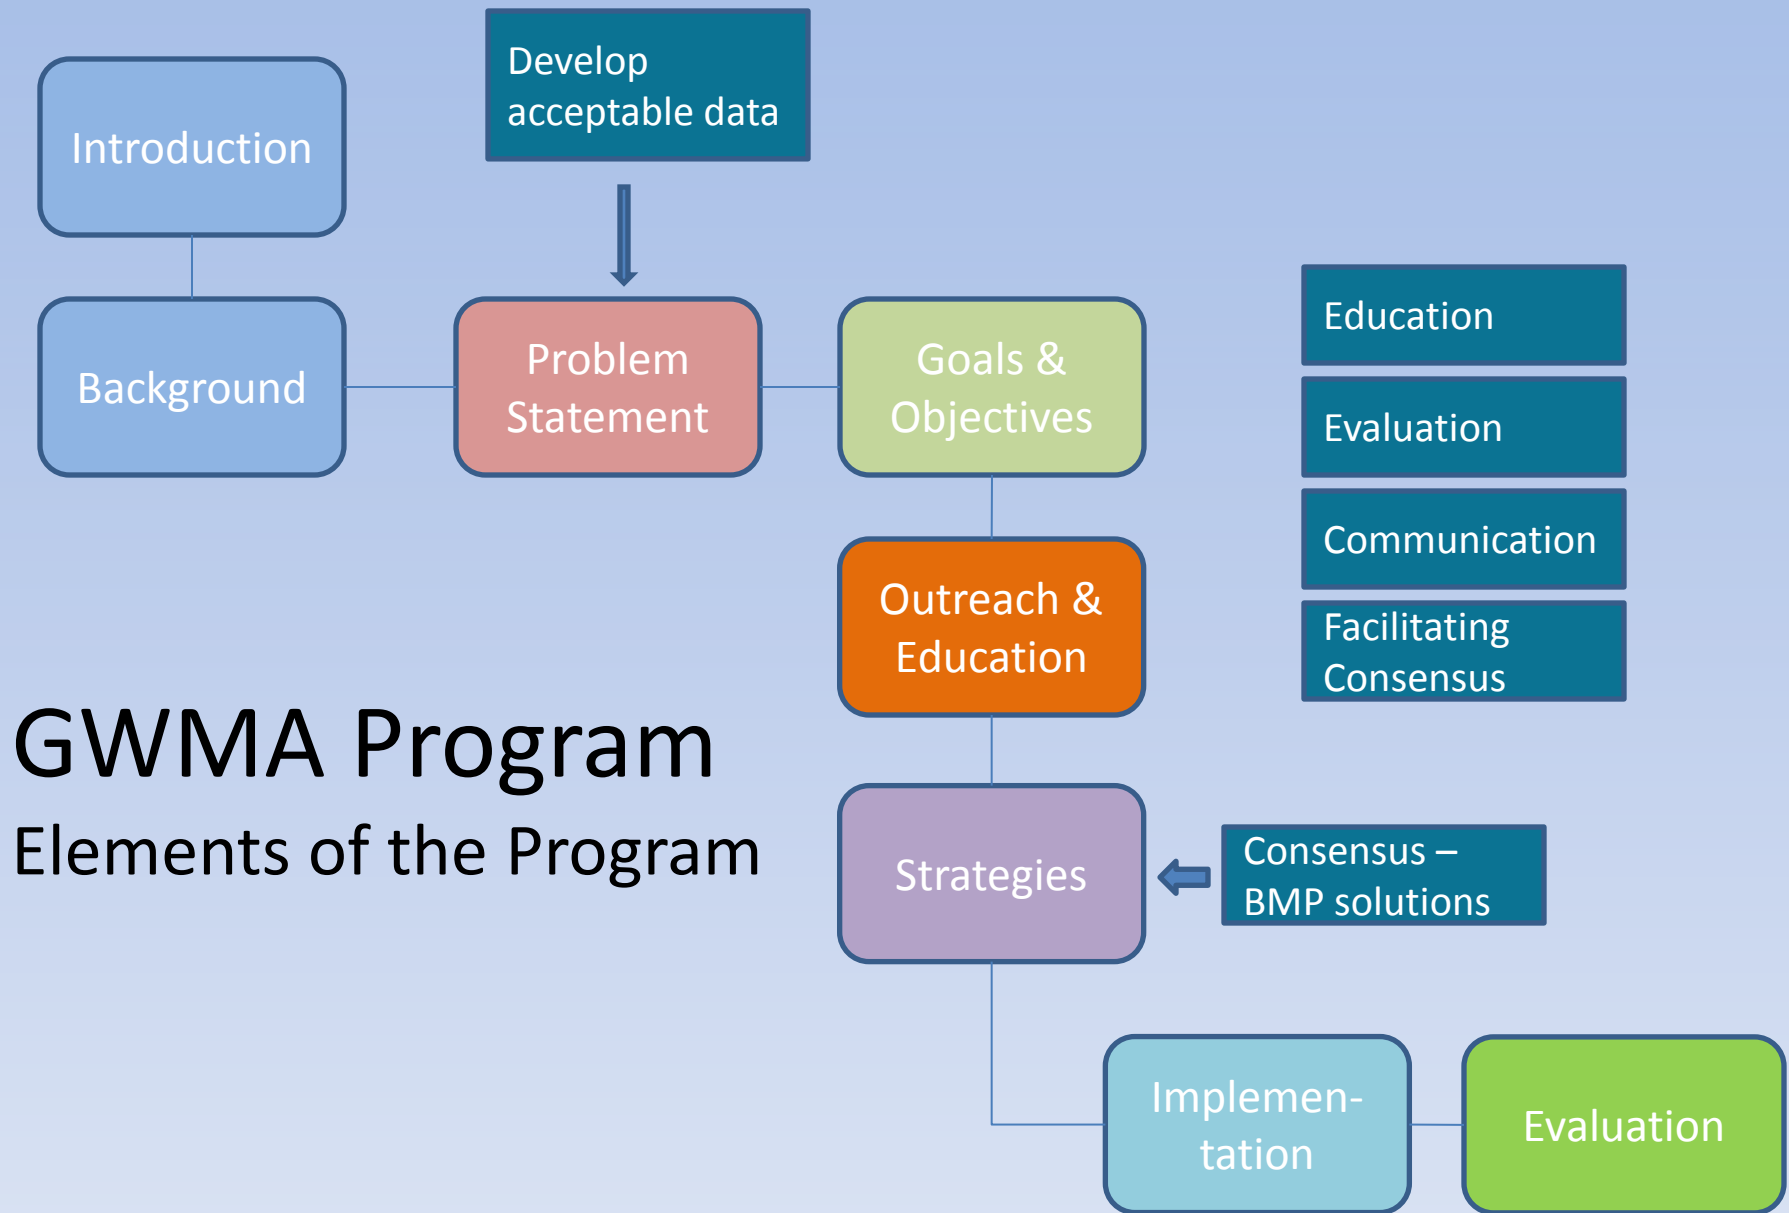 Develop
acceptable data
Introduction
Background
Problem
Statement
Goals &
Objectives
Education
Evaluation
Communication
Facilitating
Consensus
Outreach &
Education
GWMA Program
Elements of the Program
Strategies
Consensus –
BMP solutions
Implemen-
tation
Evaluation